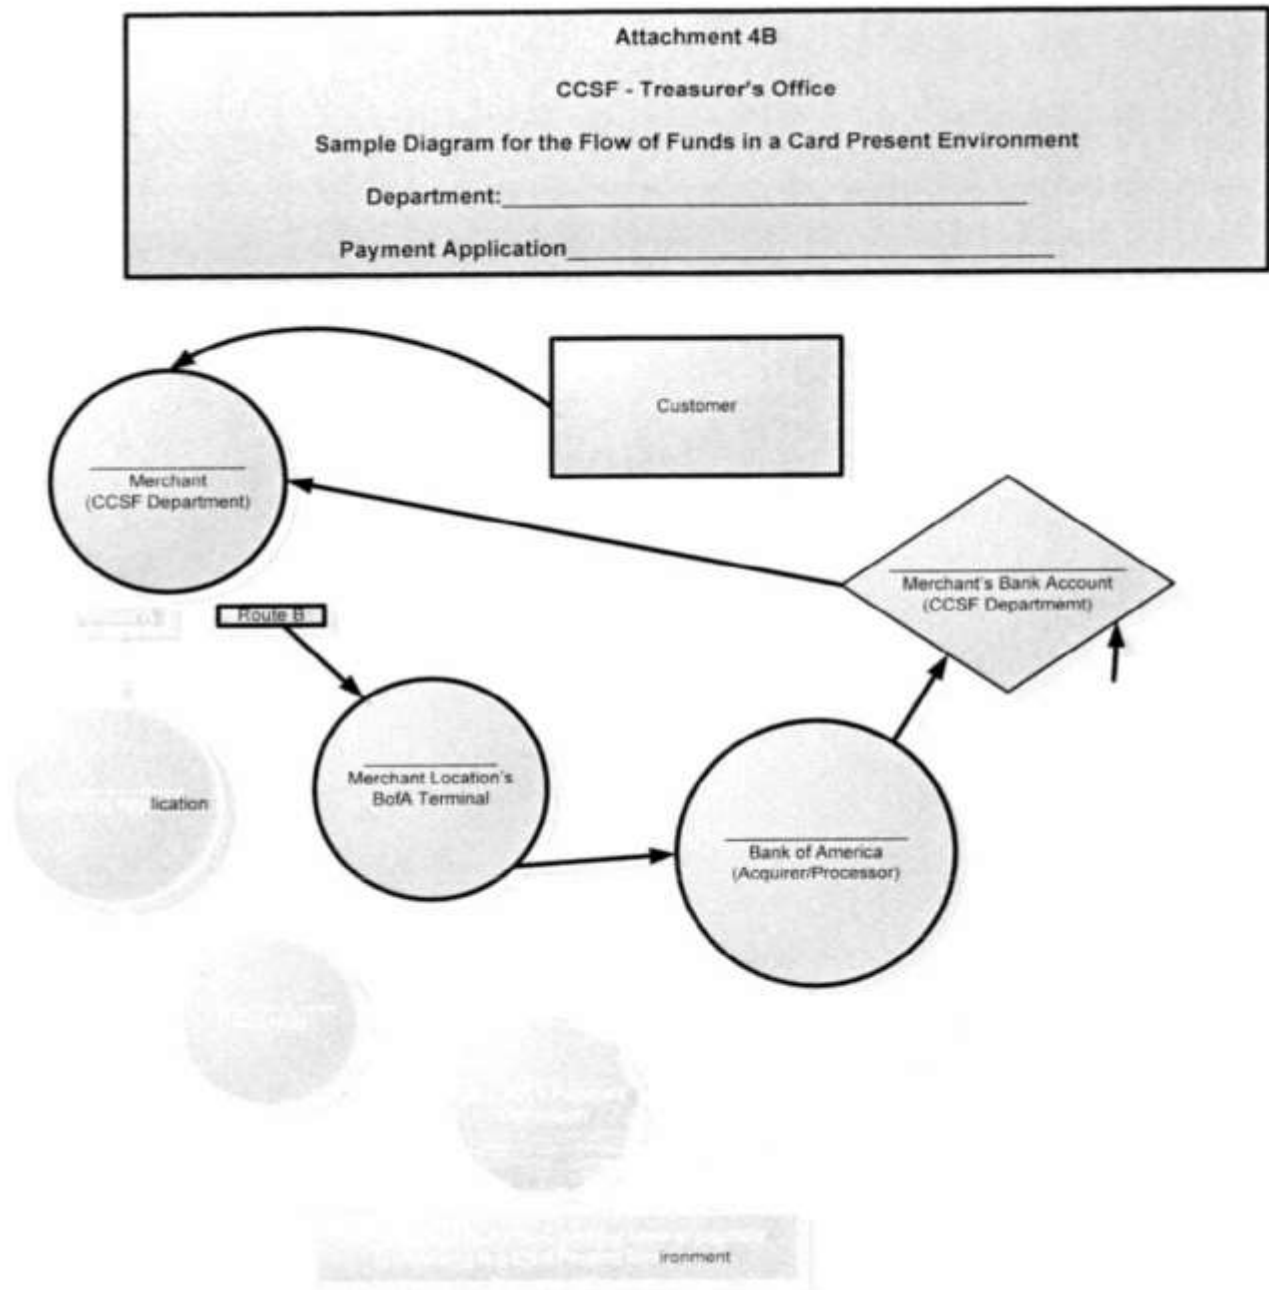 Attachment 4B
CCSF - Treasurer's Office
Sample Diagram for the Flow of Funds in a Card Present Environment
Department:
Payment Application
Customer
Merchant
(CCSF Department)
Merchant's Bank Account
(CCSF Departmemt)
Route B
Merchant Location's
BofA Terminal
lication
Bank of America
(Acquirer/Processor)
ironment